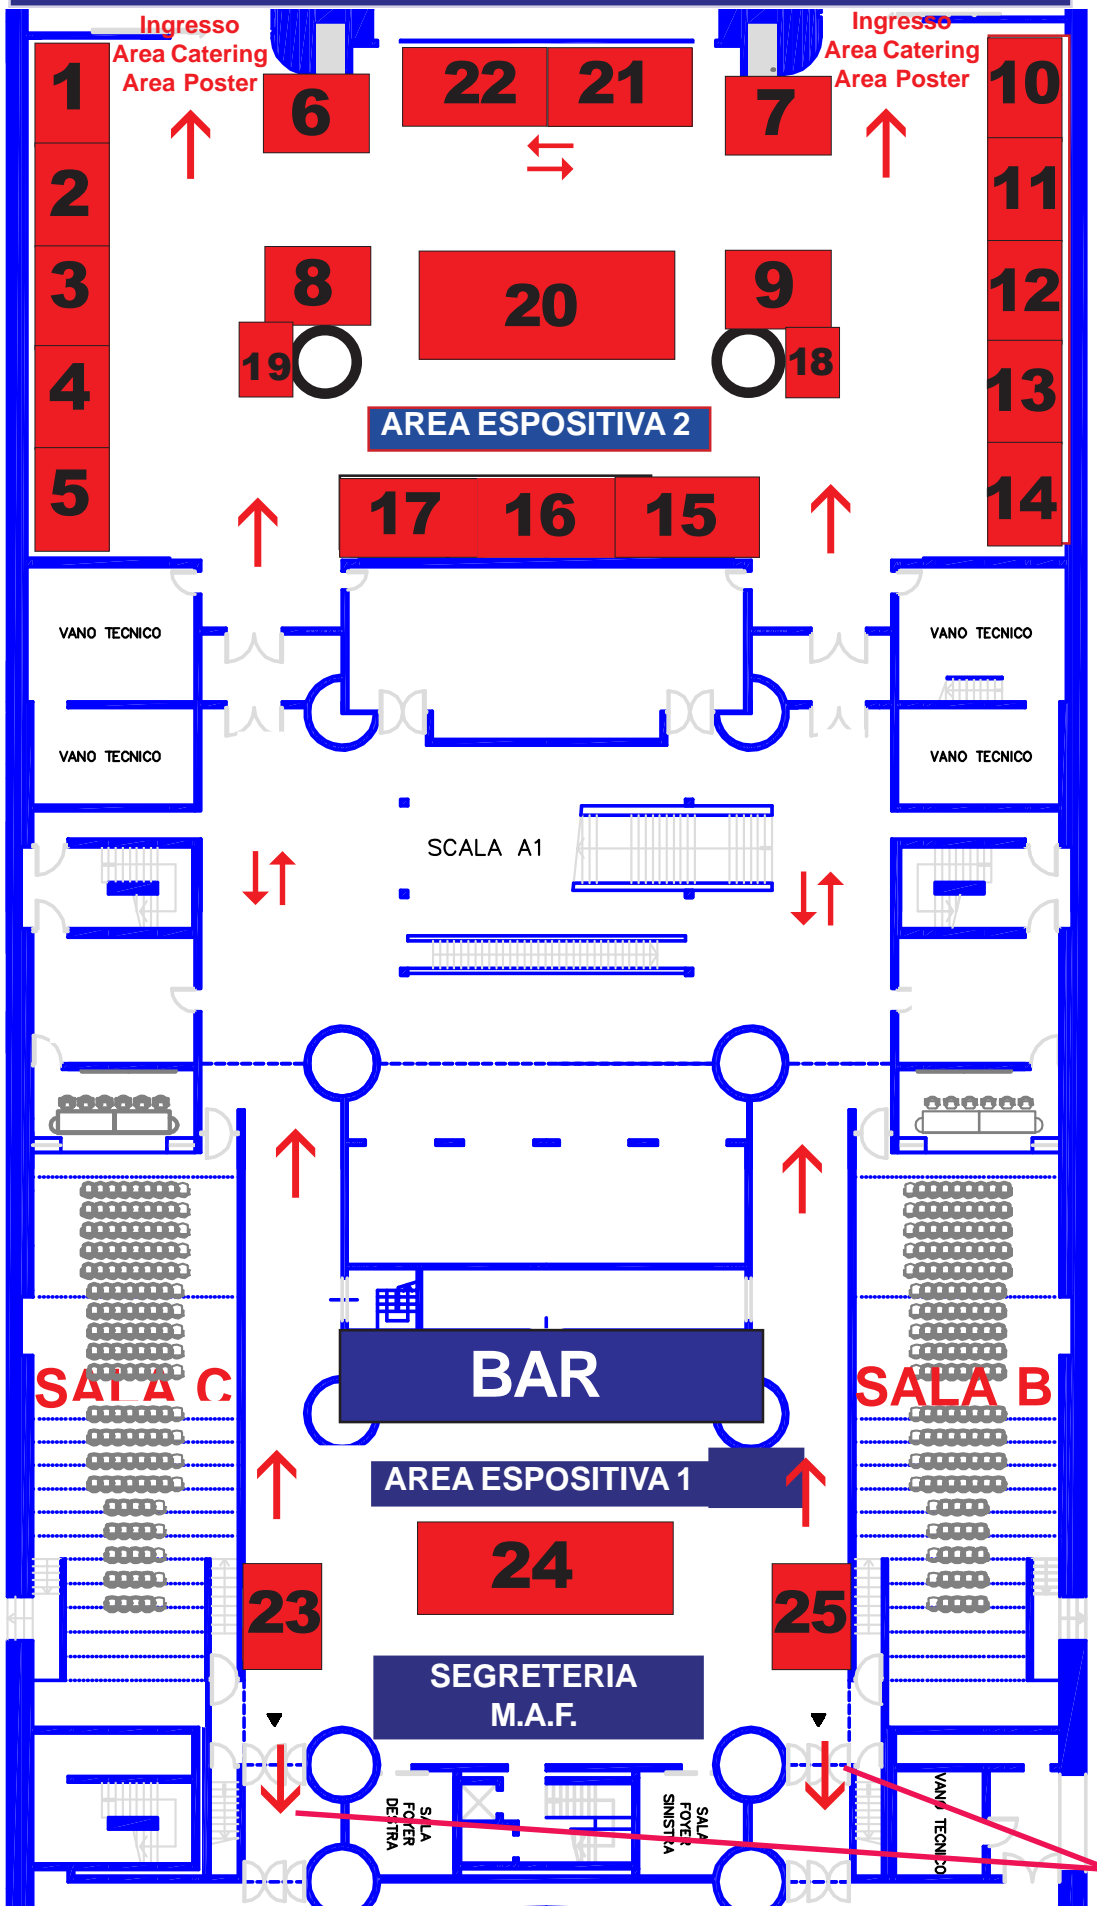 Ingresso
Area Catering
Area Poster
Ingresso
Area Catering
Area Poster
1
6
22
21
7
10
2
11
3
8
20
9
12
19
18
4
13
AREA ESPOSITIVA 2
5
17
16
15
14
VANO TECNICO
VANO TECNICO
VANO TECNICO
VANO TECNICO
SCALA A1
BAR
SALA C
SALA B
AREA ESPOSITIVA 1
24
23
25
SEGRETERIA
M.A.F.
SALA
FOYER
DESTRA
SALA
FOYER
SINISTRA
VANO TECNICO